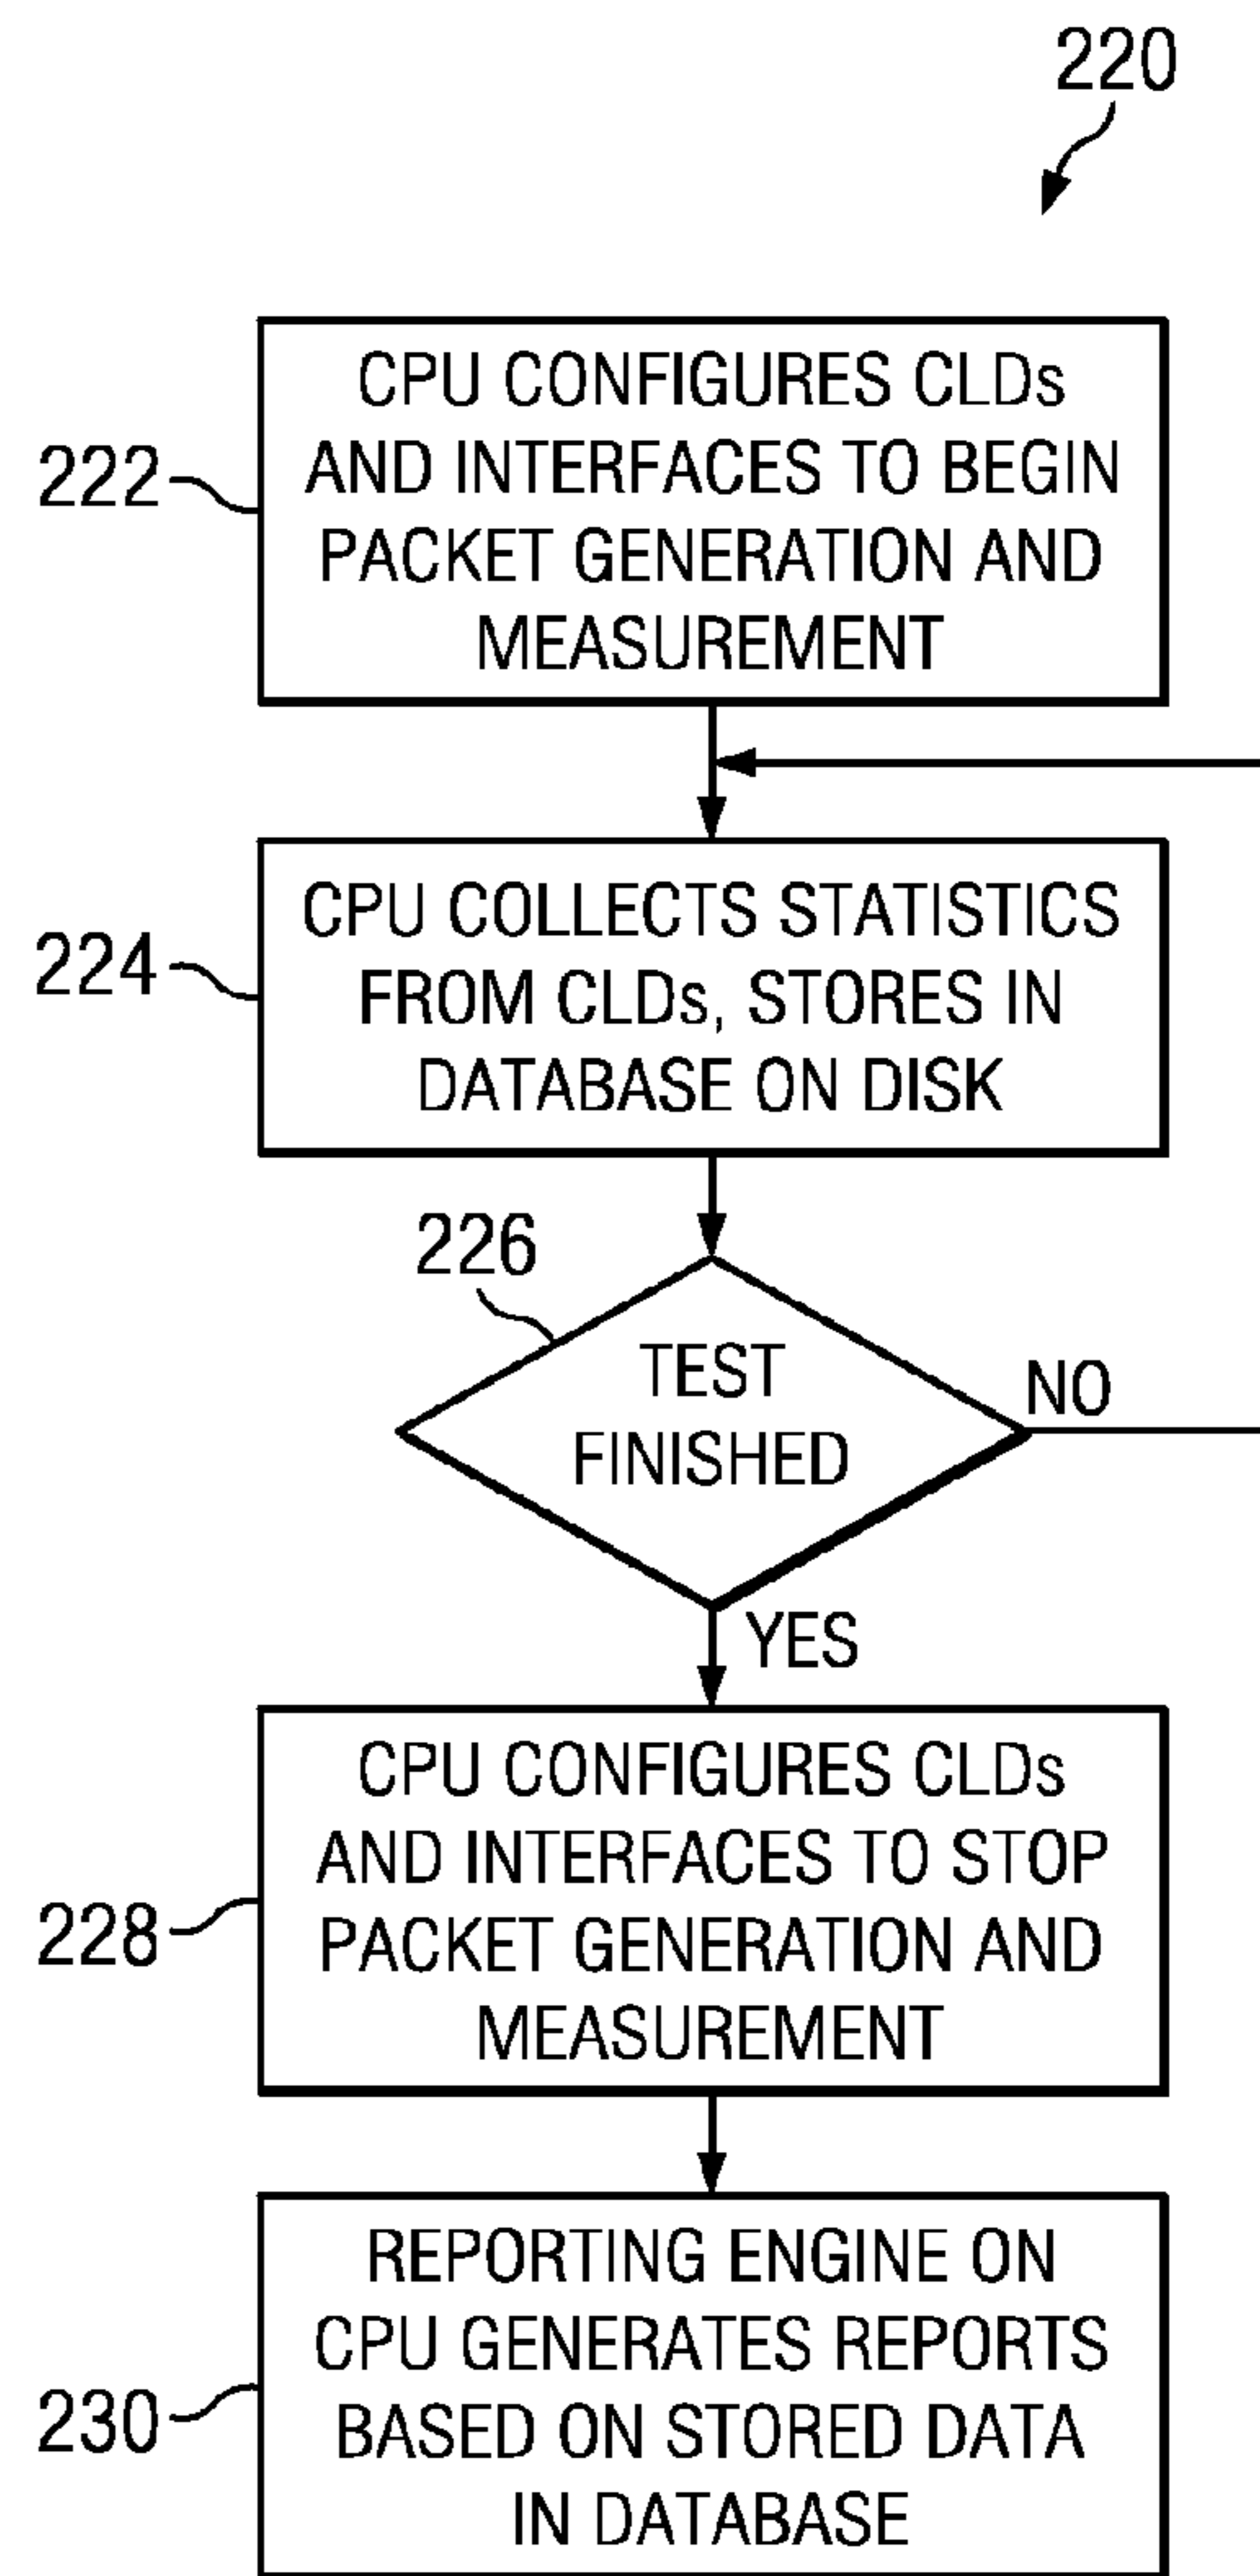 220
222
CPU CONFIGURES CLDs
AND INTERFACES TO BEGIN
PACKET GENERATION AND
MEASUREMENT
224
CPU COLLECTS STATISTICS
FROM CLDs, STORES IN
DATABASE ON DISK
226
TEST
FINISHED
NO
YES
228
CPU CONFIGURES CLDs
AND INTERFACES TO STOP
PACKET GENERATION AND
MEASUREMENT
230
REPORTING ENGINE ON
CPU GENERATES REPORTS
BASED ON STORED DATA
IN DATABASE